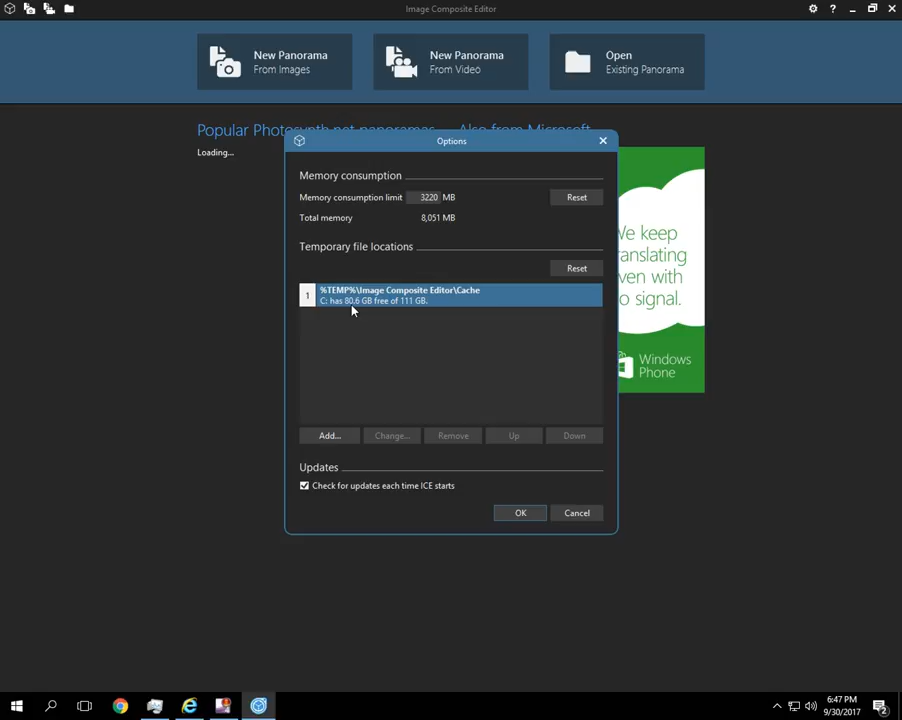 Image Composite Editor
New Panorama
From Images
New Panorama
From Video
Open
Existing Panorama
Loading...
Options
Memory consumption
Memory consumption limit 3220 MB
Reset
Total memory 8,051 MB
Temporary file locations
Reset
1
%TEMP%\Image Composite Editor\Cache
C: has 80.6 GB free of 111 GB.
Add...
Change...
Remove
Up
Down
Updates
Check for updates each time ICE starts
OK
Cancel
We keep
translating
even with
no signal.
Windows
Phone
6:47 PM
9/30/2017
2